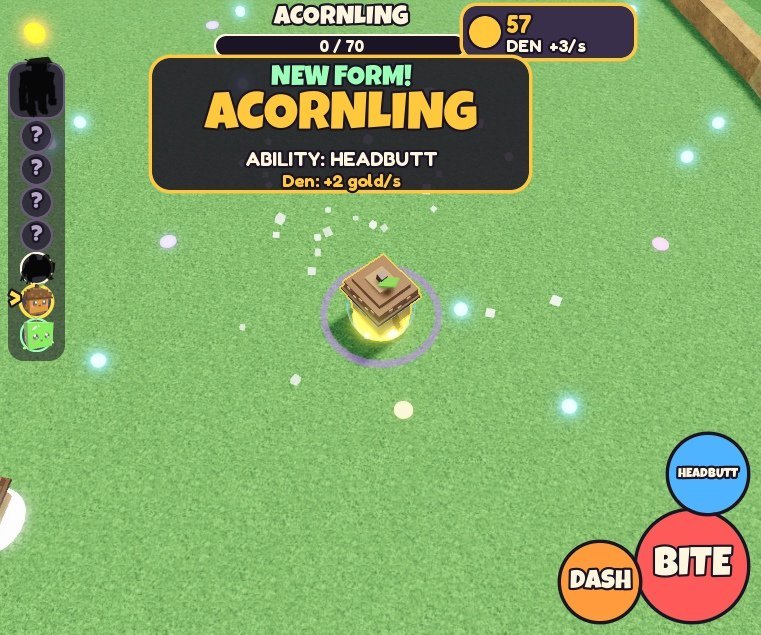 ACORNLING
57
0 / 70
DEN +3/s
NEW FORM!
ACORNLING
ABILITY: HEADBUTT
Den: +2 gold/s
?
?
?
?
>
HEADBUTT
BITE
DASH